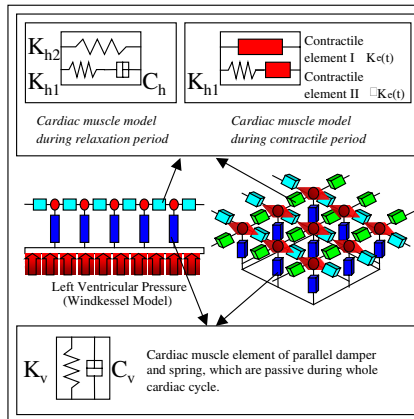 Kh2
Kh1
Ch
Kh1
Contractile
element I Ke(t)
Contractile
element II □Ke(t)
Cardiac muscle model
during relaxation period
Cardiac muscle model
during contractile period
Left Ventricular Pressure
(Windkessel Model)
Kv
Cv
Cardiac muscle element of parallel damper
and spring, which are passive during whole
cardiac cycle.